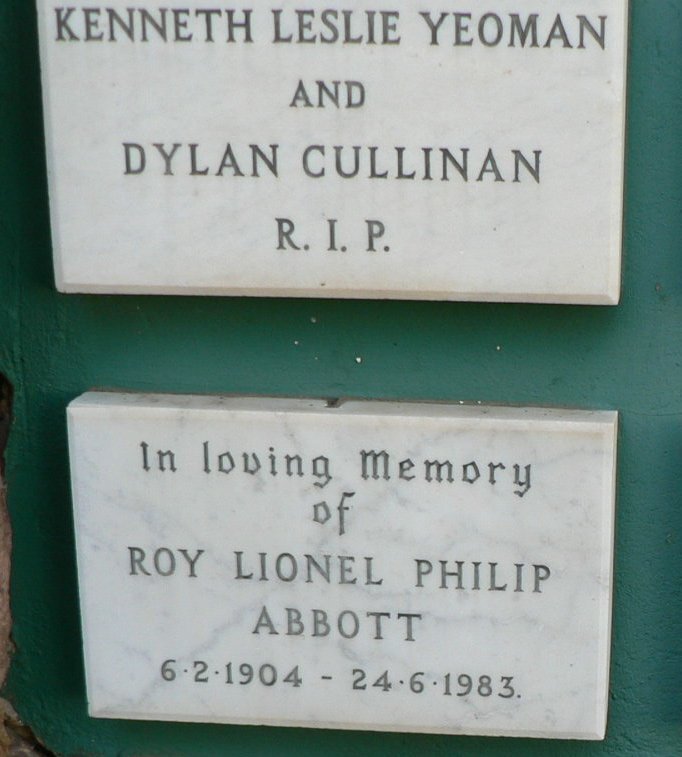 KENNETH LESLIE YEOMAN
AND
DYLAN CULLINAN
R. I. P.
In loving Memory
of
ROY LIONEL PHILIP
ABBOTT
6·2·1904 - 24·6·1983.